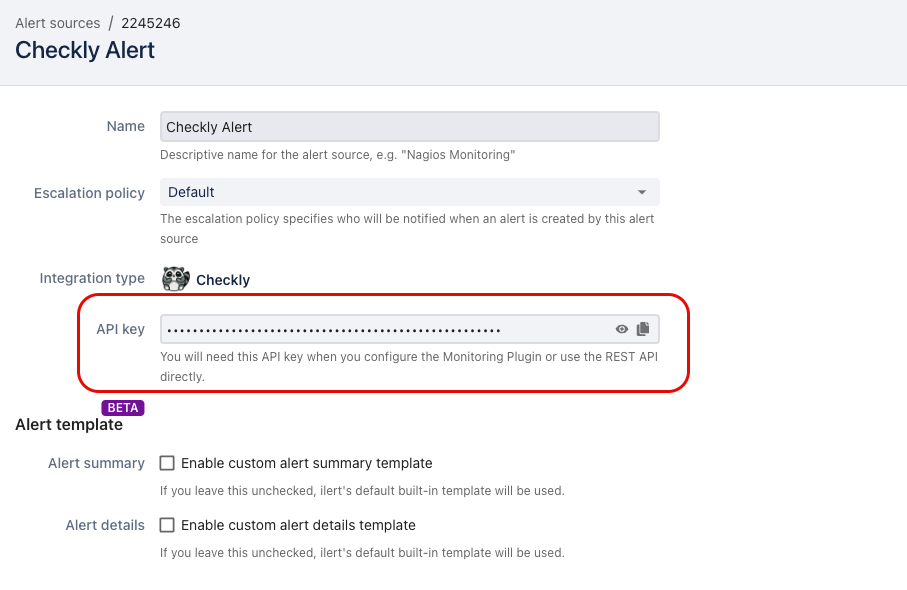 Alert sources / 2245246
Checkly Alert
Name
Checkly Alert
Descriptive name for the alert source, e.g. "Nagios Monitoring"
Escalation policy
Default
The escalation policy specifies who will be notified when an alert is created by this alert
source
Integration type
Checkly
API key
••••••••••••••••••••••••••••••••••••••••••••••••••••
You will need this API key when you configure the Monitoring Plugin or use the REST API
directly.
BETA
Alert template
Alert summary
Enable custom alert summary template
If you leave this unchecked, ilert's default built-in template will be used.
Alert details
Enable custom alert details template
If you leave this unchecked, ilert's default built-in template will be used.